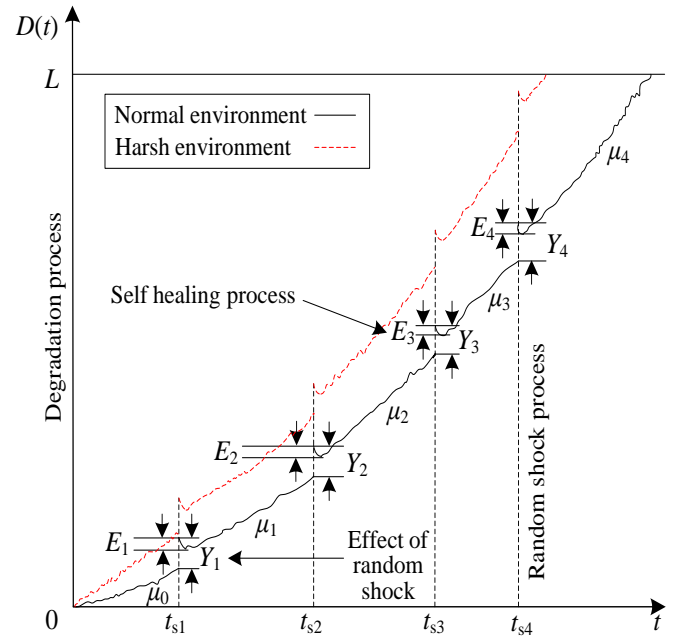 D(t)
L
Normal environment
Harsh environment
μ4
E4
Y4
Degradation process
Self healing process
μ3
E3
Y3
Random shock process
μ2
E2
Y2
μ1
E1
Y1
Effect of
random
shock
μ0
0
ts1
ts2
ts3
ts4
t